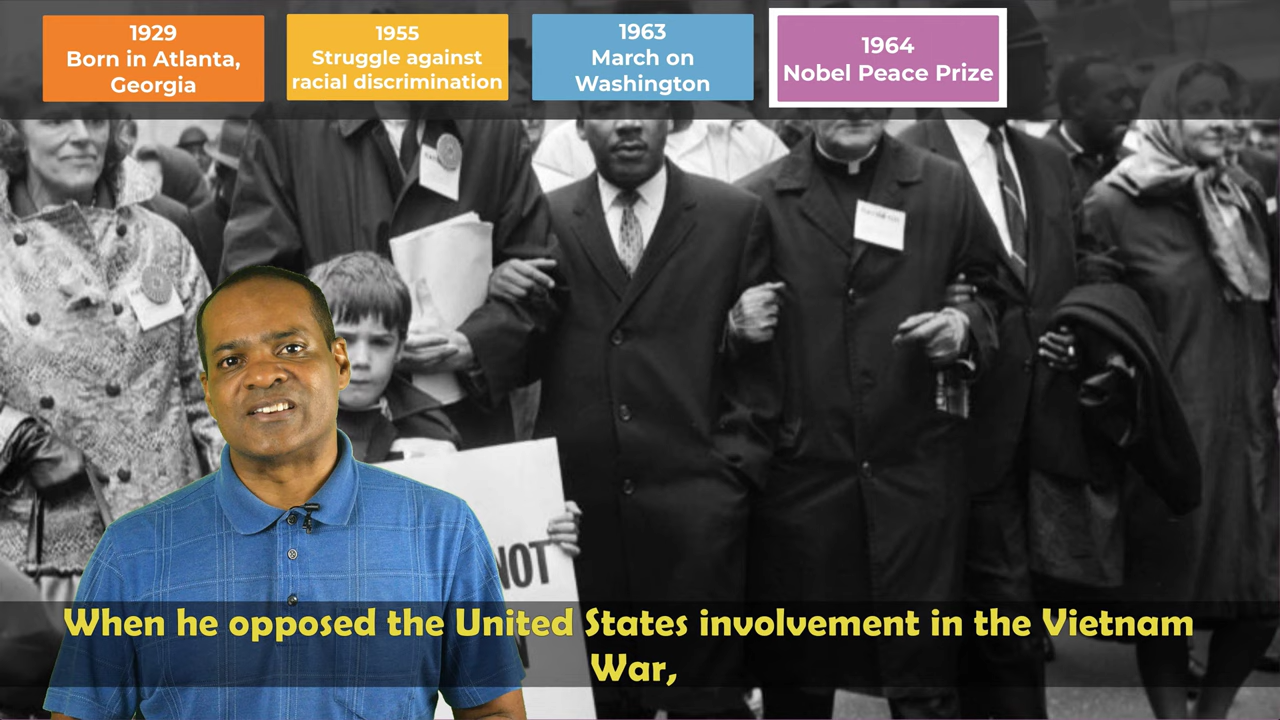 1929
Born in Atlanta,
Georgia
1955
Struggle against
racial discrimination
1963
March on
Washington
1964
Nobel Peace Prize
NOT
When he opposed the United States involvement in the Vietnam
War,